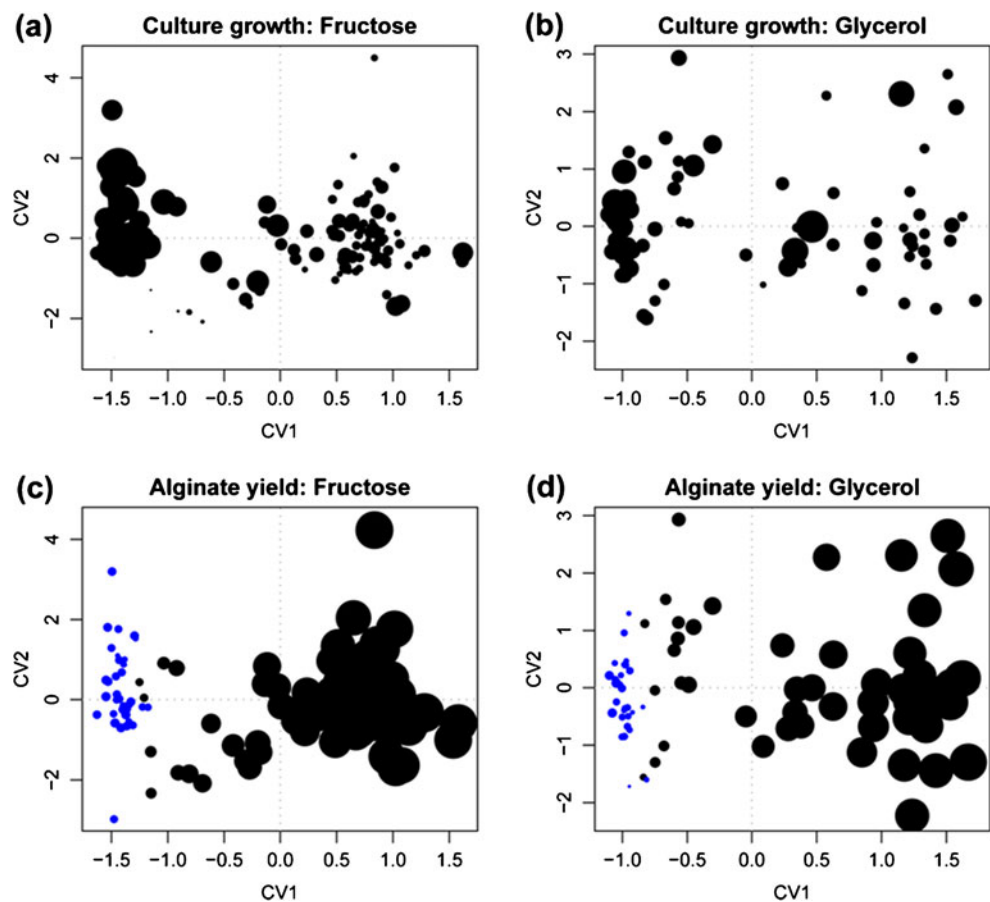 (a) Culture growth: Fructose
CV2
4
2
0
−2
−1.5 −1.0 −0.5 0.0 0.5 1.0 1.5
CV1
(b) Culture growth: Glycerol
CV2
3
2
1
0
−1
−2
−1.0 −0.5 0.0 0.5 1.0 1.5
CV1
(c) Alginate yield: Fructose
CV2
4
2
0
−2
−1.5 −1.0 −0.5 0.0 0.5 1.0 1.5
CV1
(d) Alginate yield: Glycerol
CV2
3
2
1
0
−1
−2
−1.0 −0.5 0.0 0.5 1.0 1.5
CV1